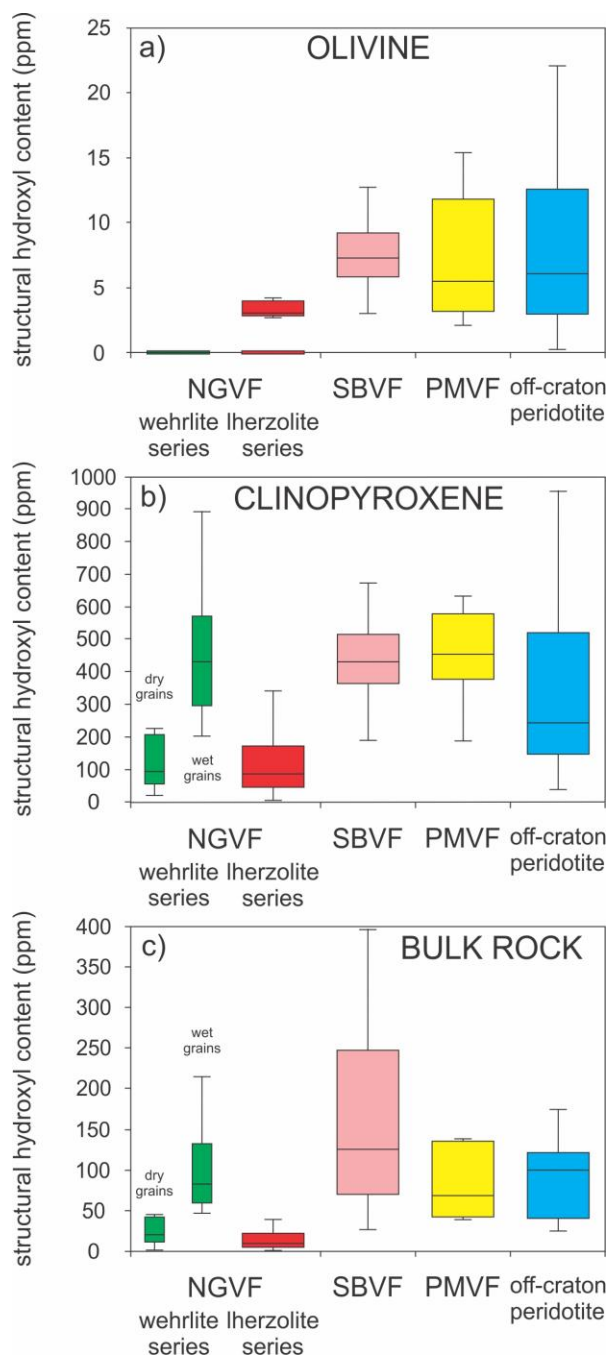 a) OLIVINE
structural hydroxyl content (ppm)
25
20
15
10
5
0
NGVF SBVF PMVF off-craton
wehrlite lherzolite peridotite
series series
b) CLINOPYROXENE
structural hydroxyl content (ppm)
1000
900
800
700
600
500
400
300
200
100
0
dry
grains
wet
grains
NGVF SBVF PMVF off-craton
wehrlite lherzolite peridotite
series series
c) BULK ROCK
structural hydroxyl content (ppm)
400
350
300
250
200
150
100
50
0
wet
grains
dry
grains
NGVF SBVF PMVF off-craton
wehrlite lherzolite peridotite
series series